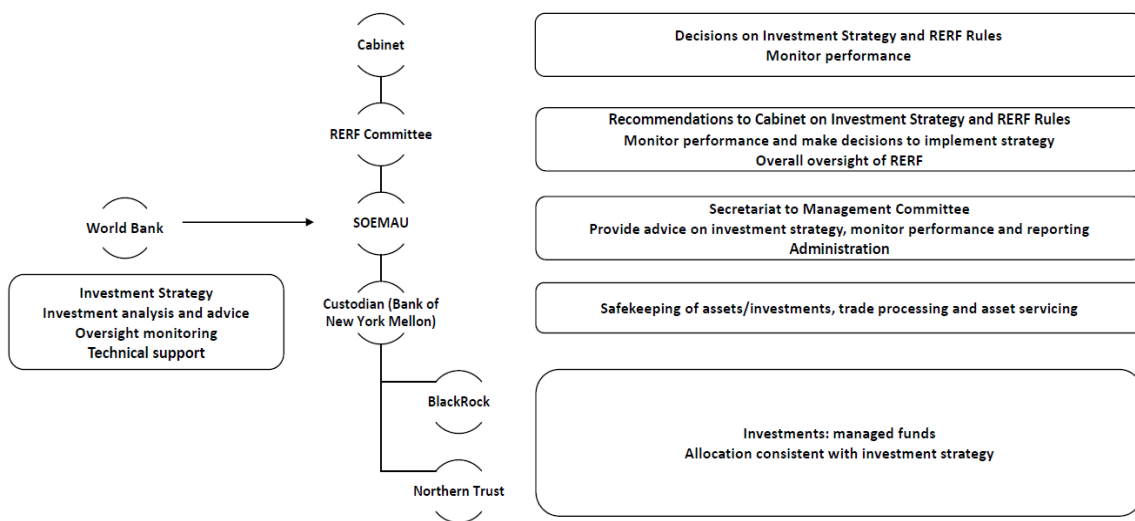 Cabinet
Decisions on Investment Strategy and RERF Rules
Monitor performance
RERF Committee
Recommendations to Cabinet on Investment Strategy and RERF Rules
Monitor performance and make decisions to implement strategy
Overall oversight of RERF
World Bank
SOEMAU
Secretariat to Management Committee
Provide advice on investment strategy, monitor performance and reporting
Administration
Investment Strategy
Investment analysis and advice
Oversight monitoring
Technical support
Custodian (Bank of
New York Mellon)
Safekeeping of assets/investments, trade processing and asset servicing
BlackRock
Northern Trust
Investments: managed funds
Allocation consistent with investment strategy